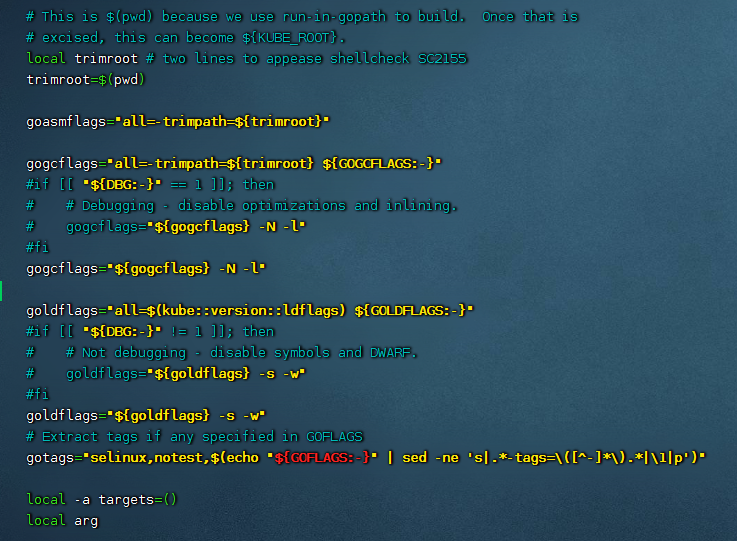 # This is $(pwd) because we use run-in-gopath to build.  Once that is
# excised, this can become ${KUBE_ROOT}.
local trimroot # two lines to appease shellcheck SC2155
trimroot=$(pwd)

goasmflags="all=-trimpath=${trimroot}"

gogcflags="all=-trimpath=${trimroot} ${GOGCFLAGS:-}"
#if [[ "${DBG:-}" == 1 ]]; then
#    # Debugging - disable optimizations and inlining.
#    gogcflags="${gogcflags} -N -l"
#fi
gogcflags="${gogcflags} -N -l"

goldflags="all=$(kube::version::ldflags) ${GOLDFLAGS:-}"
#if [[ "${DBG:-}" != 1 ]]; then
#    # Not debugging - disable symbols and DWARF.
#    goldflags="${goldflags} -s -w"
#fi
goldflags="${goldflags} -s -w"
# Extract tags if any specified in GOFLAGS
gotags="selinux,notest,$(echo "${GOFLAGS:-}" | sed -ne 's|.*-tags=\([^-]*\).*|\1|p')"

local -a targets=()
local arg